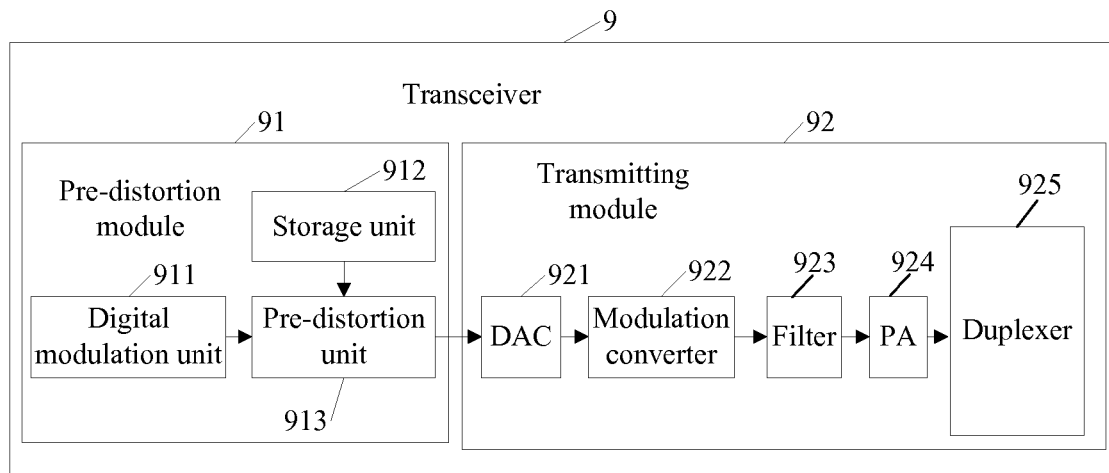 9
Transceiver
91
92
Pre-distortion
module
912
Storage unit
Transmitting
module
925
911
Digital
modulation unit
Pre-distortion
unit
913
921
DAC
922
Modulation
converter
923
Filter
924
PA
Duplexer